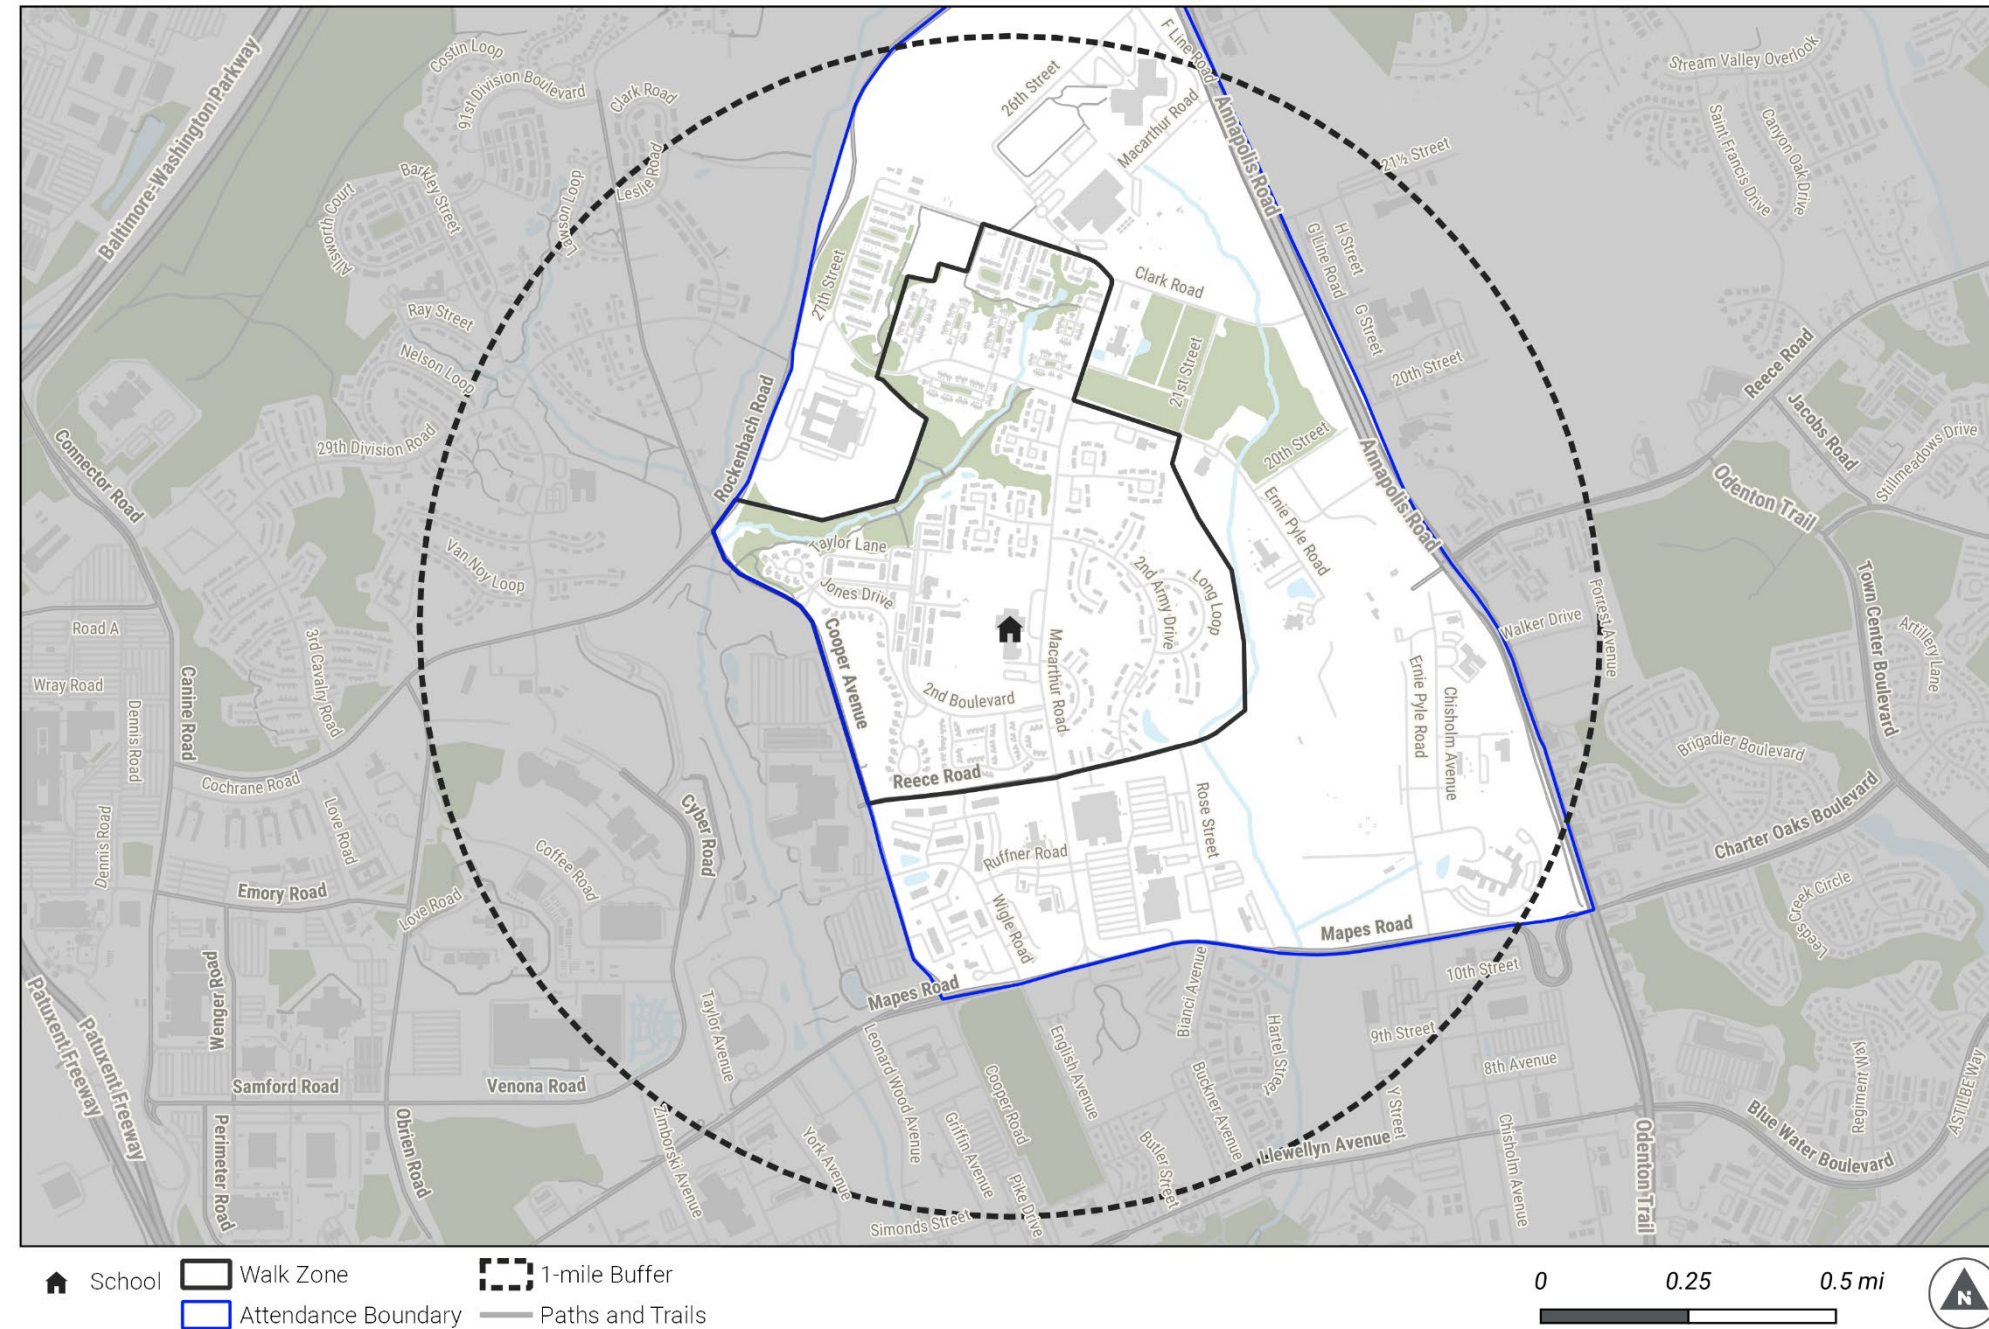 Costin Loop
91st Division Boulevard
Clark Road
Baltimore-Washington Parkway
Leslie Road
Barkley Street
Lawson Loop
Allsworth Court
Ray Street
Nelson Loop
29th Division Road
Connector Road
Rockenbach Road
27th Street
26th Street
F Line Road
Macarthur Road
Annapolis Road
21½ Street
H Street
G Line Road
G Street
20th Street
Clark Road
21st Street
20th Street
Annapolis Road
Stream Valley Overlook
Saint Francis Drive
Canyon Oak Drive
Reece Road
Jacobs Road
Stillmeadows Drive
Odenton Trail
Van Noy Loop
Taylor Lane
Jones Drive
Cooper Avenue
2nd Army Drive
Long Loop
Macarthur Road
2nd Boulevard
Reece Road
Ernie Pyle Road
Ernie Pyle Road
Chisholm Avenue
Walker Drive
Forrest Avenue
Town Center Boulevard
Artillery Lane
Brigadier Boulevard
Charter Oaks Boulevard
Leeds Creek Circle
Road A
Wray Road
Dennis Road
Canine Road
3rd Cavalry Road
Cochrane Road
Love Road
Dennis Road
Emory Road
Love Road
Cyber Road
Coffee Road
Ruffner Road
Rose Street
Wigle Road
Mapes Road
Mapes Road
Wenger Road
Patuxent Freeway
Patuxent Freeway
Samford Road
Venona Road
Perimeter Road
Obrien Road
Taylor Avenue
Zimborski Avenue
York Avenue
Leonard Wood Avenue
Griffin Avenue
Cooper Road
Pike Drive
Simonds Street
English Avenue
Butler Street
Bianci Avenue
Buckner Avenue
Hartel Street
Llewellyn Avenue
10th Street
9th Street
8th Avenue
Y Street
Chisholm Avenue
Odenton Trail
Blue Water Boulevard
Regiment Way
ASTILBE Way
School
Walk Zone
Attendance Boundary
1-mile Buffer
Paths and Trails
0 0.25 0.5 mi
N